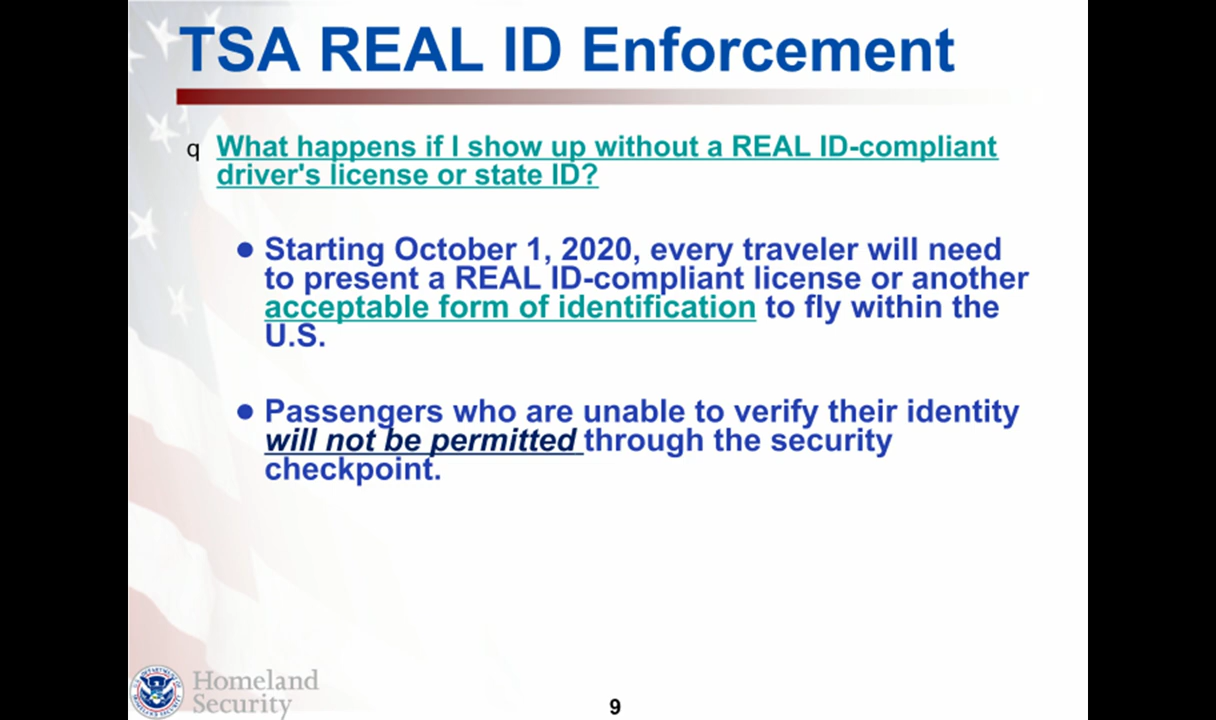 TSA REAL ID Enforcement
q What happens if I show up without a REAL ID-compliant
driver's license or state ID?
● Starting October 1, 2020, every traveler will need
to present a REAL ID-compliant license or another
acceptable form of identification to fly within the
U.S.
● Passengers who are unable to verify their identity
will not be permitted through the security
checkpoint.
Homeland
Security
9